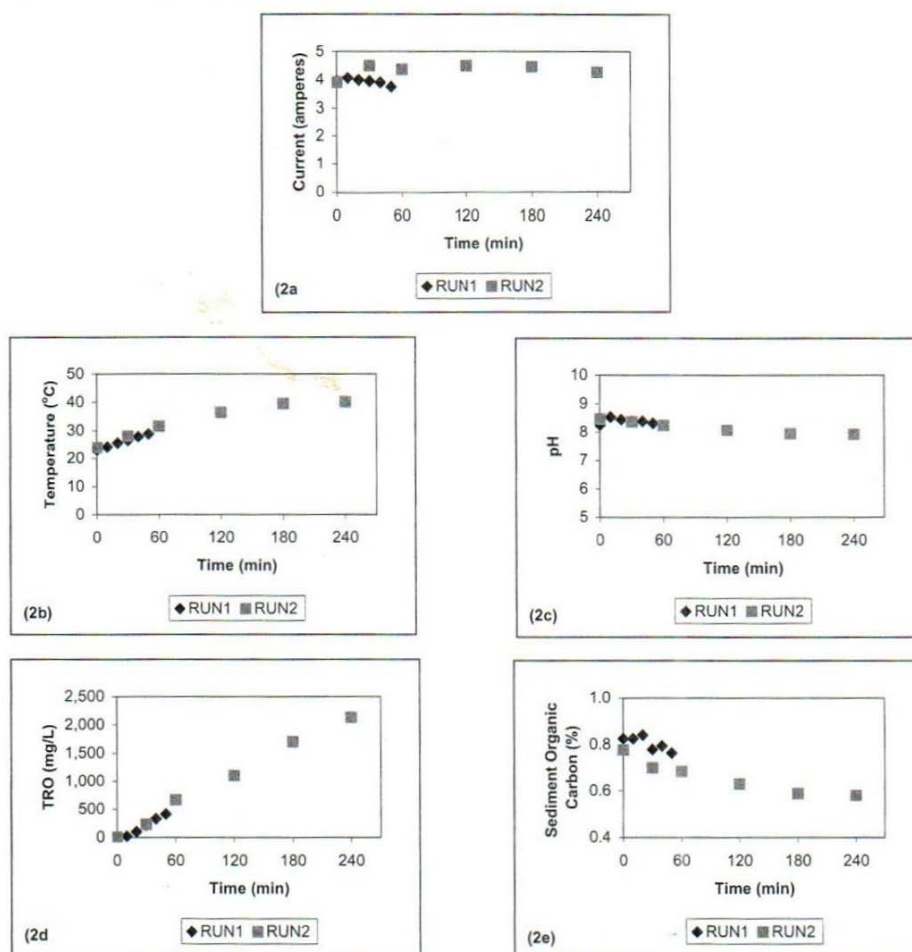 5
4
3
2
1
0
Current (amperes)
0 60 120 180 240
Time (min)
RUN1 RUN2
(2a
50
40
30
20
10
0
Temperature (°C)
0 60 120 180 240
Time (min)
RUN1 RUN2
(2b)
10
9
8
7
6
5
pH
0 60 120 180 240
Time (min)
RUN1 RUN2
(2c)
2,500
2,000
1,500
1,000
500
0
TRO (mg/L)
0 60 120 180 240
Time (min)
RUN1 RUN2
(2d
1.0
0.8
0.6
0.4
Sediment Organic
Carbon (%)
0 60 120 180 240
Time (min)
RUN1 RUN2
(2e)